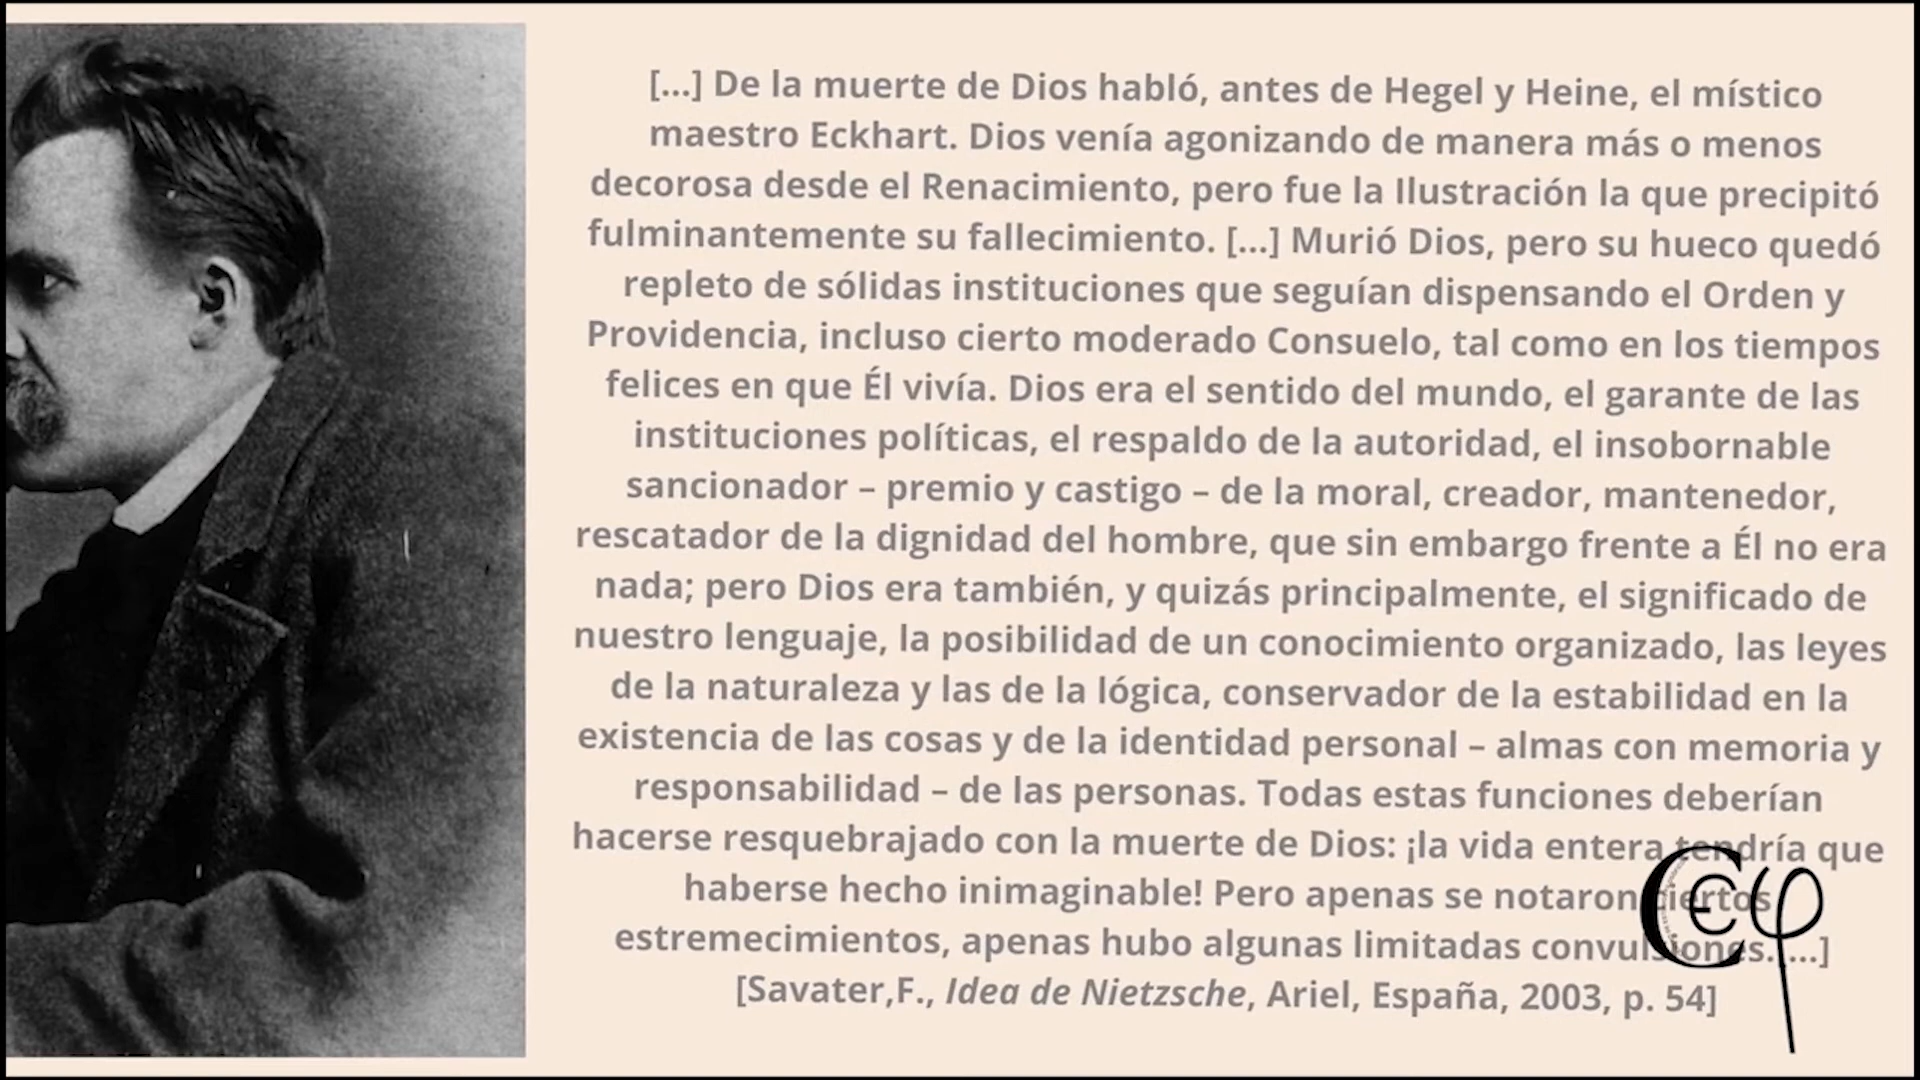 [...] De la muerte de Dios habló, antes de Hegel y Heine, el místico
maestro Eckhart. Dios venía agonizando de manera más o menos
decorosa desde el Renacimiento, pero fue la Ilustración la que precipitó
fulminantemente su fallecimiento. [...] Murió Dios, pero su hueco quedó
repleto de sólidas instituciones que seguían dispensando el Orden y
Providencia, incluso cierto moderado Consuelo, tal como en los tiempos
felices en que Él vivía. Dios era el sentido del mundo, el garante de las
instituciones políticas, el respaldo de la autoridad, el insobornable
sancionador – premio y castigo – de la moral, creador, mantenedor,
rescatador de la dignidad del hombre, que sin embargo frente a Él no era
nada; pero Dios era también, y quizás principalmente, el significado de
nuestro lenguaje, la posibilidad de un conocimiento organizado, las leyes
de la naturaleza y las de la lógica, conservador de la estabilidad en la
existencia de las cosas y de la identidad personal – almas con memoria y
responsabilidad – de las personas. Todas estas funciones deberían
hacerse resquebrajado con la muerte de Dios: ¡la vida entera tendría que
haberse hecho inimaginable! Pero apenas se notaron ciertos
estremecimientos, apenas hubo algunas limitadas convulsiones.[...]
[Savater,F., Idea de Nietzsche, Ariel, España, 2003, p. 54]
CЄφ